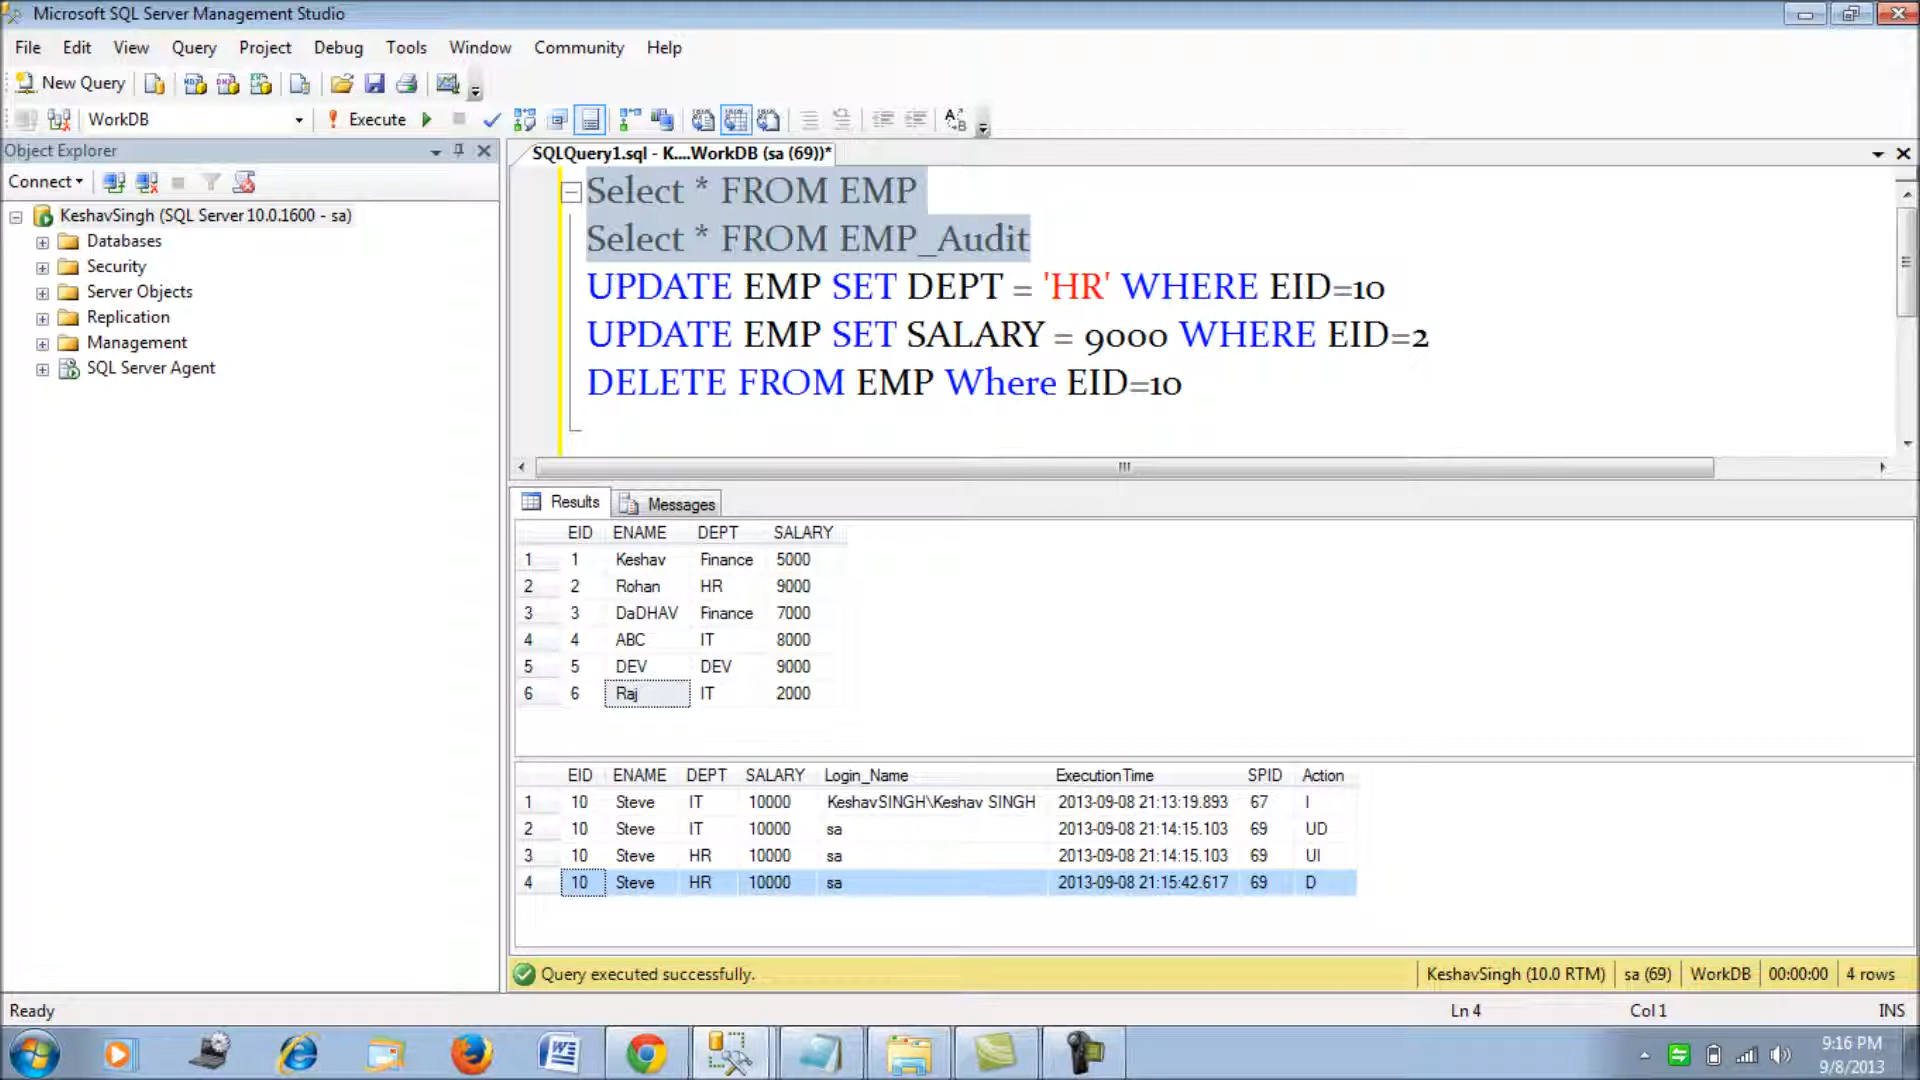 Microsoft SQL Server Management Studio
File Edit View Query Project Debug Tools Window Community Help
New Query
WorkDB Execute
Object Explorer
SQLQuery1.sql - K....WorkDB (sa (69))*
Connect
KeshavSingh (SQL Server 10.0.1600 - sa)
Databases
Security
Server Objects
Replication
Management
SQL Server Agent
Select * FROM EMP
Select * FROM EMP_Audit
UPDATE EMP SET DEPT = 'HR' WHERE EID=10
UPDATE EMP SET SALARY = 9000 WHERE EID=2
DELETE FROM EMP Where EID=10
Results Messages
EID ENAME DEPT SALARY
1 1 Keshav Finance 5000
2 2 Rohan HR 9000
3 3 DaDHAV Finance 7000
4 4 ABC IT 8000
5 5 DEV DEV 9000
6 6 Raj IT 2000
EID ENAME DEPT SALARY Login_Name ExecutionTime SPID Action
1 10 Steve IT 10000 KeshavSINGH\Keshav SINGH 2013-09-08 21:13:19.893 67 I
2 10 Steve IT 10000 sa 2013-09-08 21:14:15.103 69 UD
3 10 Steve HR 10000 sa 2013-09-08 21:14:15.103 69 UI
4 10 Steve HR 10000 sa 2013-09-08 21:15:42.617 69 D
Query executed successfully. KeshavSingh (10.0 RTM) sa (69) WorkDB 00:00:00 4 rows
Ready Ln 4 Col 1 INS
9:16 PM
9/8/2013